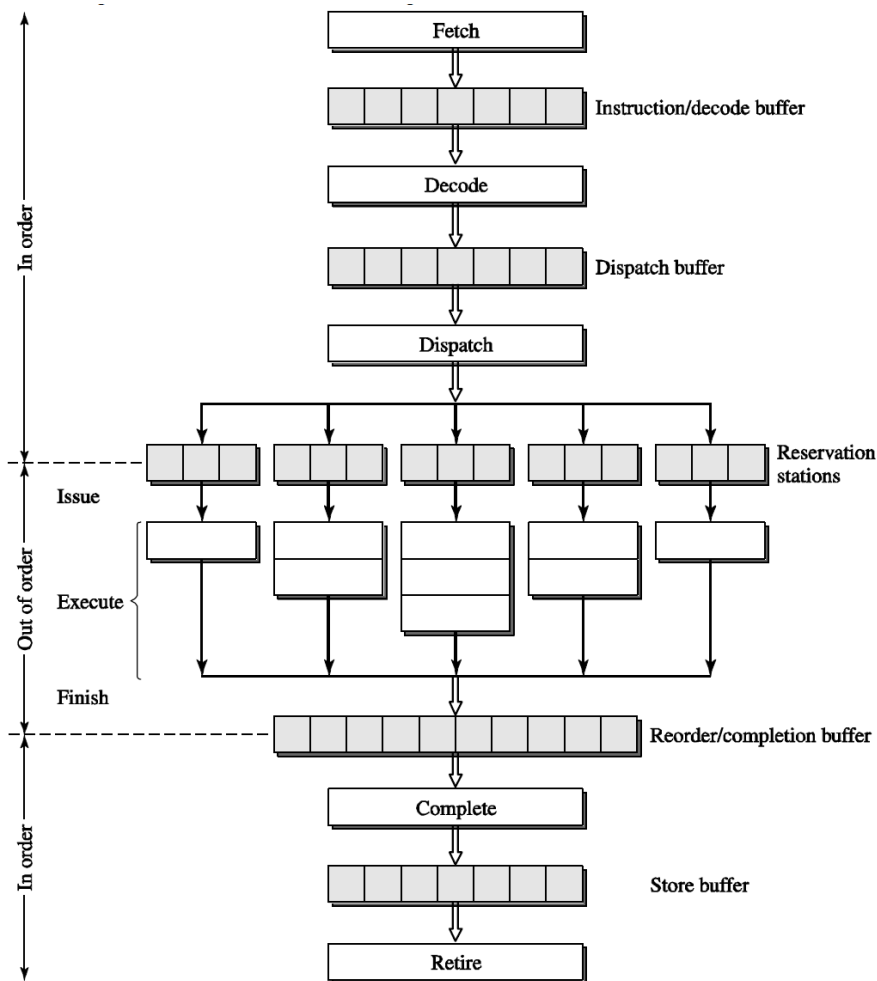 Fetch
Instruction/decode buffer
Decode
In order
Dispatch buffer
Dispatch
Reservation
stations
Issue
Execute
Out of order
Finish
Reorder/completion buffer
Complete
In order
Store buffer
Retire